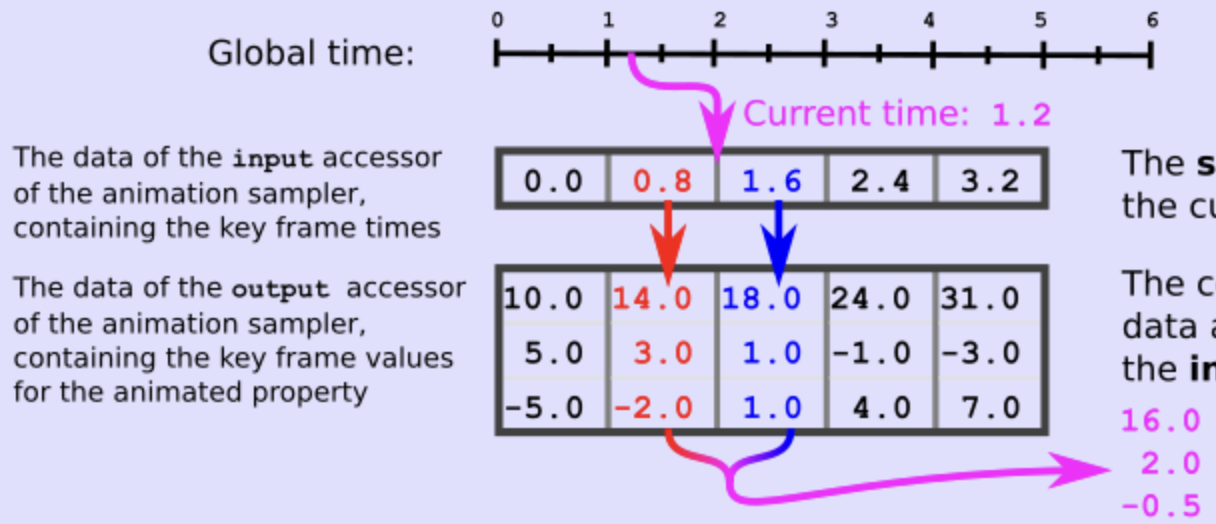 0 1 2 3 4 5 6
Global time:
Current time: 1.2
The data of the input accessor
of the animation sampler,
containing the key frame times
0.0 0.8 1.6 2.4 3.2
The s
the cu
The data of the output accessor
of the animation sampler,
containing the key frame values
for the animated property
10.0 14.0 18.0 24.0 31.0
5.0 3.0 1.0 -1.0 -3.0
-5.0 -2.0 1.0 4.0 7.0
The c
data a
the in
16.0
2.0
-0.5